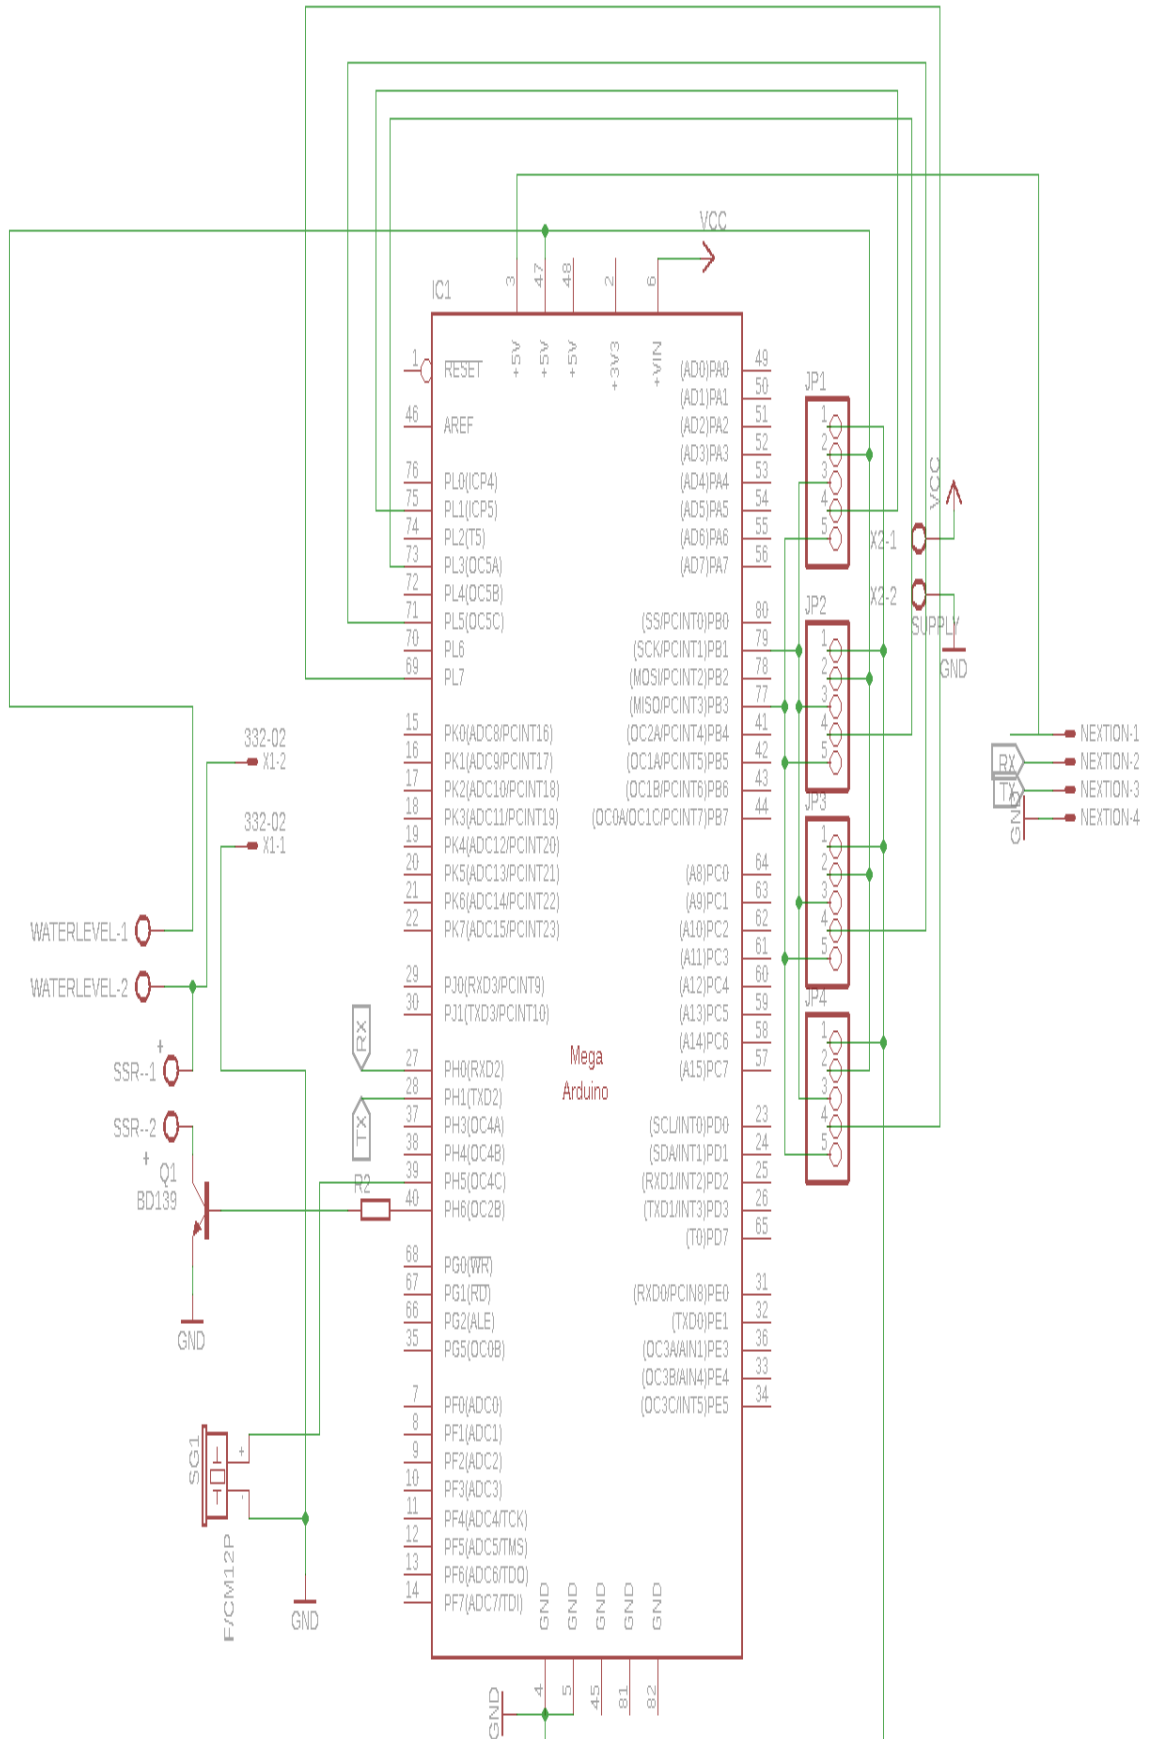 VCC
IC1
3
47
48
2
6
+5V
+5V
+5V
+3V3
+VIN
1 RESET
46 AREF
76 PL0(ICP4)
75 PL1(ICP5)
74 PL2(T5)
73 PL3(OC5A)
72 PL4(OC5B)
71 PL5(OC5C)
70 PL6
69 PL7
15 PK0(ADC8/PCINT16)
16 PK1(ADC9/PCINT17)
17 PK2(ADC10/PCINT18)
18 PK3(ADC11/PCINT19)
19 PK4(ADC12/PCINT20)
20 PK5(ADC13/PCINT21)
21 PK6(ADC14/PCINT22)
22 PK7(ADC15/PCINT23)
29 PJ0(RXD3/PCINT9)
30 PJ1(TXD3/PCINT10)
27 PH0(RXD2)
28 PH1(TXD2)
37 PH3(OC4A)
38 PH4(OC4B)
39 PH5(OC4C)
40 PH6(OC2B)
68 PG0(WR)
67 PG1(RD)
66 PG2(ALE)
35 PG5(OC0B)
7 PF0(ADC0)
8 PF1(ADC1)
9 PF2(ADC2)
10 PF3(ADC3)
11 PF4(ADC4/TCK)
12 PF5(ADC5/TMS)
13 PF6(ADC6/TDO)
14 PF7(ADC7/TDI)
(AD0)PA0 49
(AD1)PA1 50
(AD2)PA2 51
(AD3)PA3 52
(AD4)PA4 53
(AD5)PA5 54
(AD6)PA6 55
(AD7)PA7 56
(SS/PCINT0)PB0 80
(SCK/PCINT1)PB1 79
(MOSI/PCINT2)PB2 78
(MISO/PCINT3)PB3 77
(OC2A/PCINT4)PB4 41
(OC1A/PCINT5)PB5 42
(OC1B/PCINT6)PB6 43
(OC0A/OC1C/PCINT7)PB7 44
(A8)PC0 64
(A9)PC1 63
(A10)PC2 62
(A11)PC3 61
(A12)PC4 60
(A13)PC5 59
(A14)PC6 58
(A15)PC7 57
(SCL/INT0)PD0 23
(SDA/INT1)PD1 24
(RXD1/INT2)PD2 25
(TXD1/INT3)PD3 26
(T0)PD7 65
(RXD0/PCIN8)PE0 31
(TXD0)PE1 32
(OC3A/AIN1)PE3 36
(OC3B/AIN4)PE4 33
(OC3C/INT5)PE5 34
Mega
Arduino
GND
GND
GND
GND
GND
4
5
45
81
82
GND
JP1
1
2
3
4
5
JP2
1
2
3
4
5
JP3
1
2
3
4
5
JP4
1
2
3
4
5
VCC
X2-1
X2-2
SUPPLY
GND
NEXTION-1
RX NEXTION-2
TX NEXTION-3
GND NEXTION-4
332-02
X1-2
332-02
X1-1
WATERLEVEL-1
WATERLEVEL-2
+
SSR--1
SSR--2
+
Q1
BD139
GND
RX
TX
R2
SG1
+
-
F/CM12P
GND